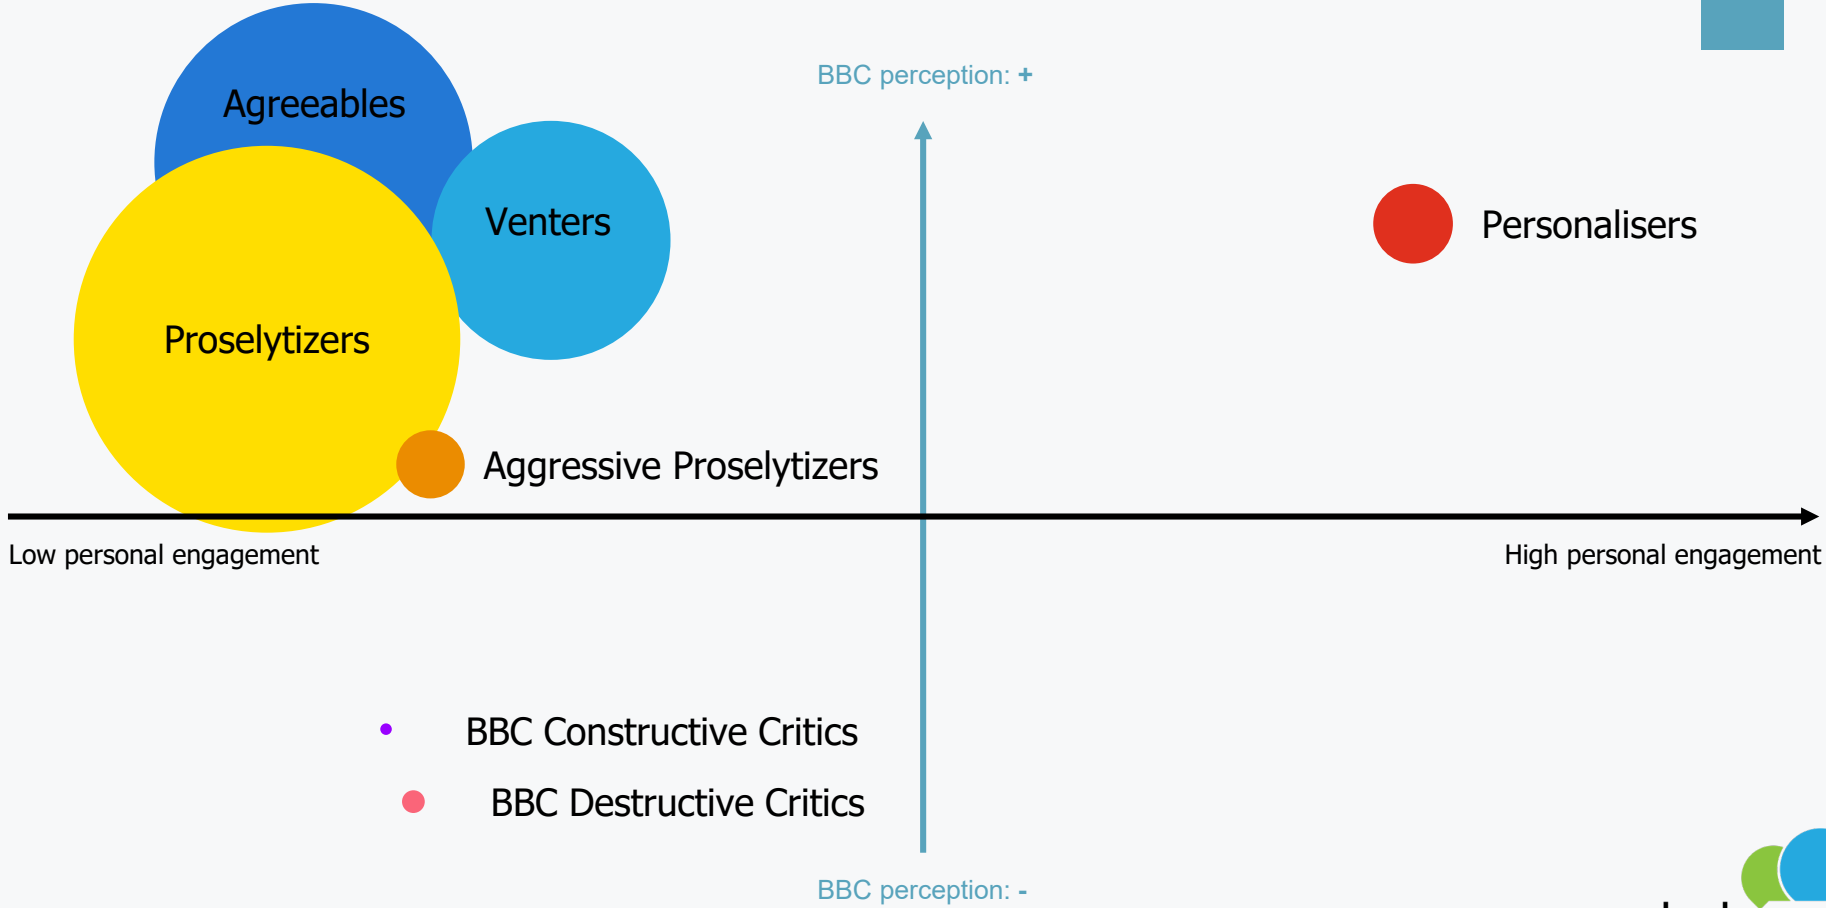 BBC perception: +
Agreeables
Venters
Personalisers
Proselytizers
Aggressive Proselytizers
Low personal engagement
High personal engagement
BBC Constructive Critics
BBC Destructive Critics
BBC perception: -